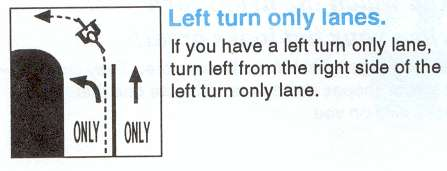 Left turn only lanes.
If you have a left turn only lane,
turn left from the right side of the
left turn only lane.
ONLY ONLY